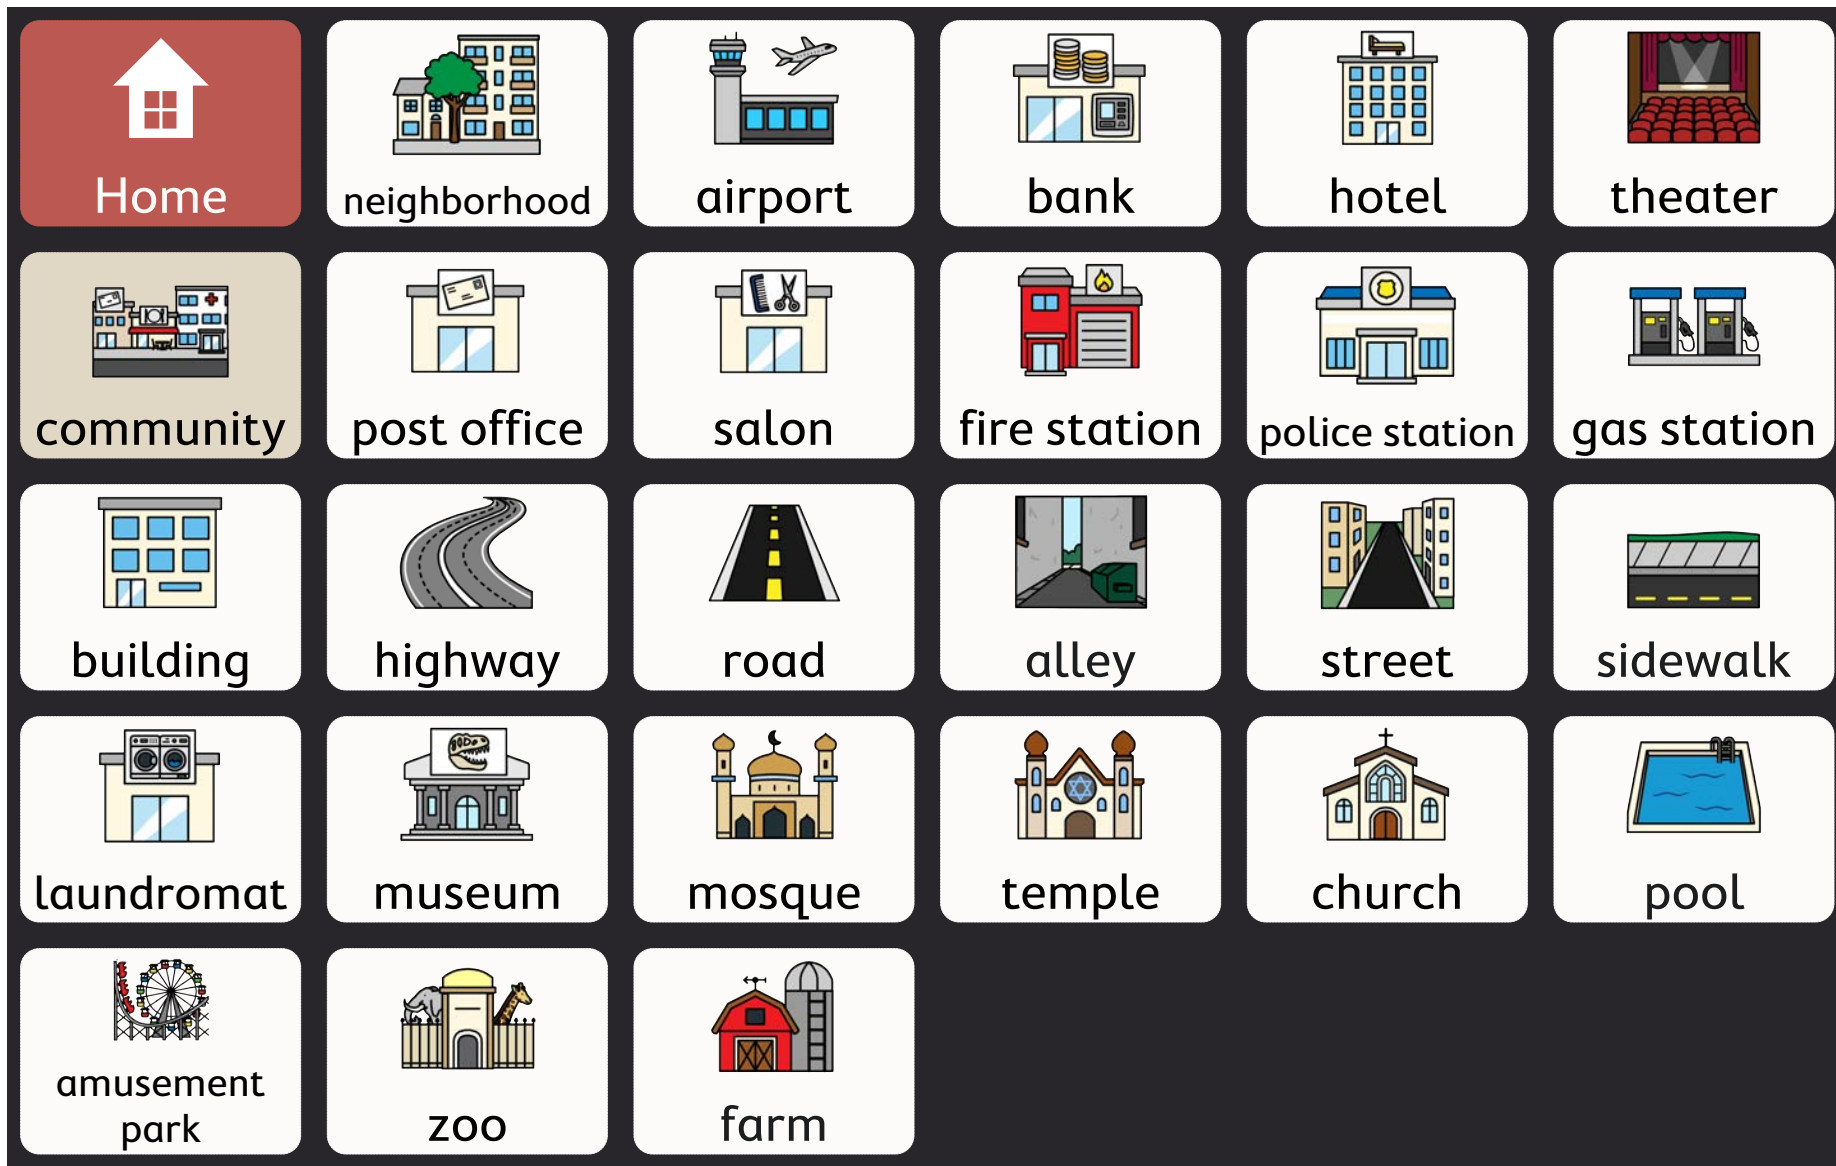 Home
neighborhood
airport
bank
hotel
theater
community
post office
salon
fire station
police station
gas station
building
highway
road
alley
street
sidewalk
laundromat
museum
mosque
temple
church
pool
amusement
park
zoo
farm